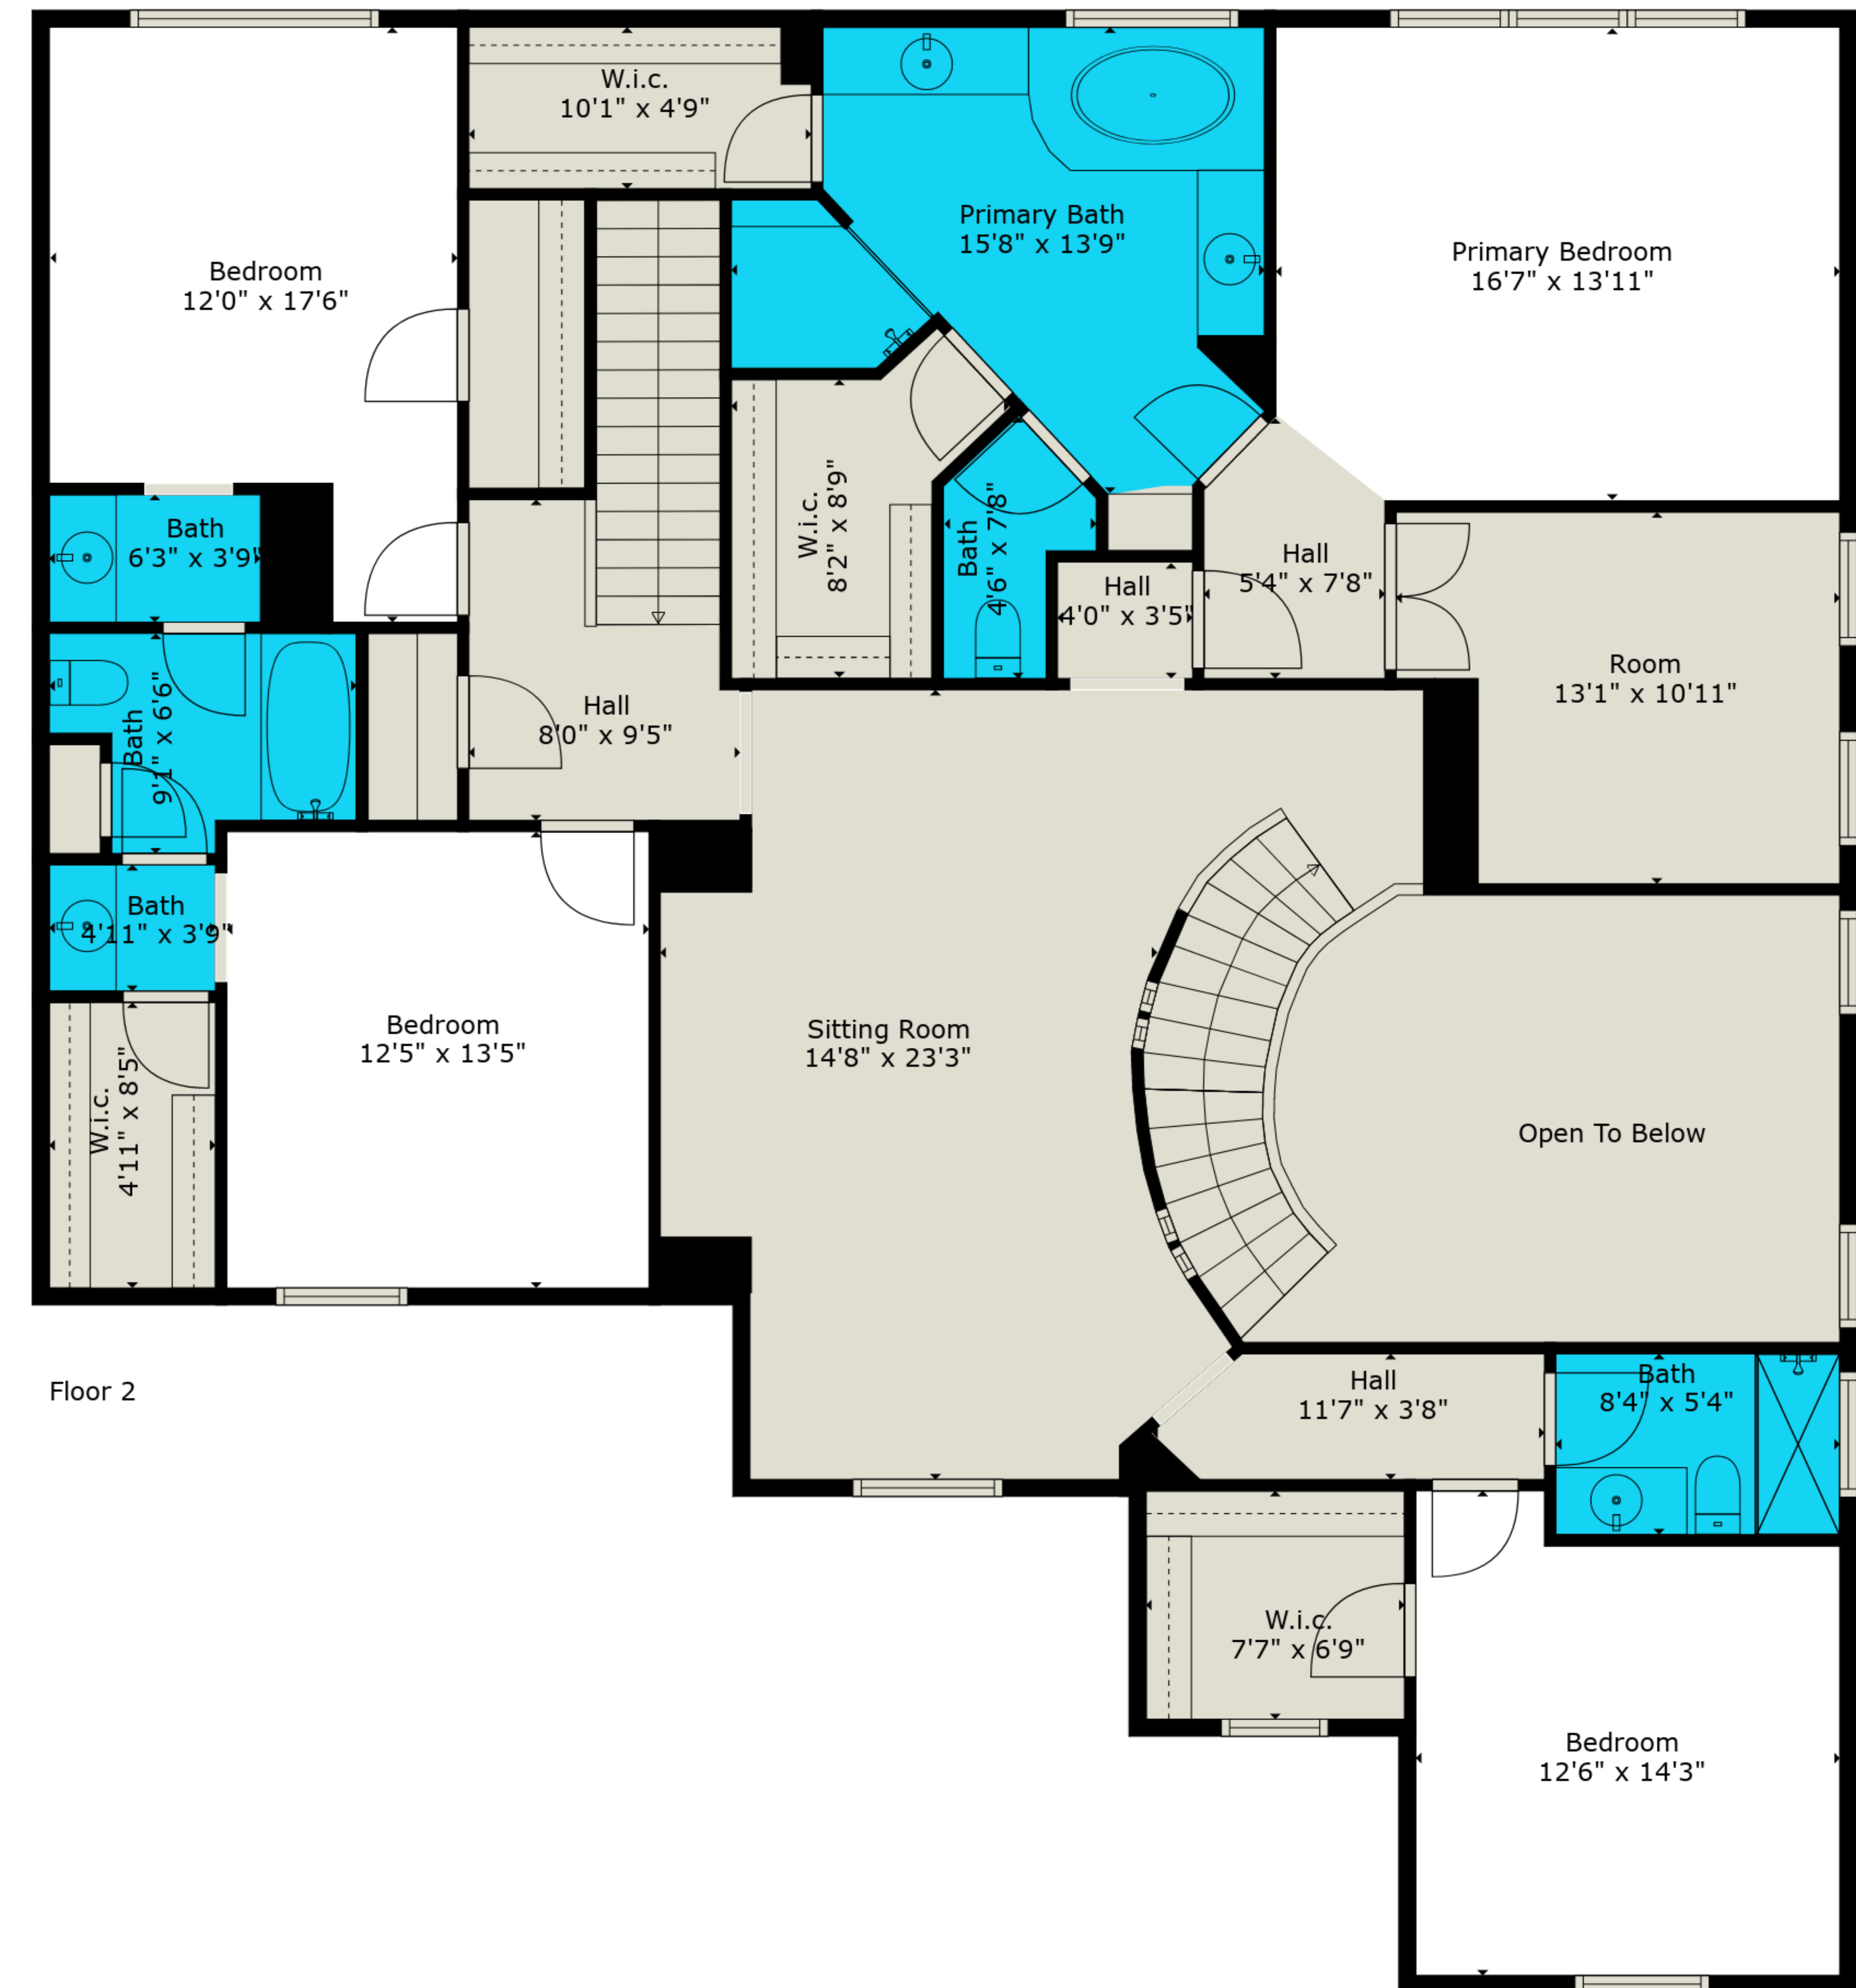 W.i.c.
10'1" x 4'9"
Primary Bath
15'8" x 13'9"
Primary Bedroom
16'7" x 13'11"
Bedroom
12'0" x 17'6"
Bath
6'3" x 3'9"
W.i.c.
8'2" x 8'9"
Bath
4'6" x 7'8"
Hall
4'0" x 3'5"
Hall
5'4" x 7'8"
Room
13'1" x 10'11"
Bath
9'1" x 6'6"
Hall
8'0" x 9'5"
Bath
4'11" x 3'9"
Bedroom
12'5" x 13'5"
Sitting Room
14'8" x 23'3"
W.i.c.
4'11" x 8'5"
Open To Below
Floor 2
Hall
11'7" x 3'8"
Bath
8'4" x 5'4"
W.i.c.
7'7" x 6'9"
Bedroom
12'6" x 14'3"